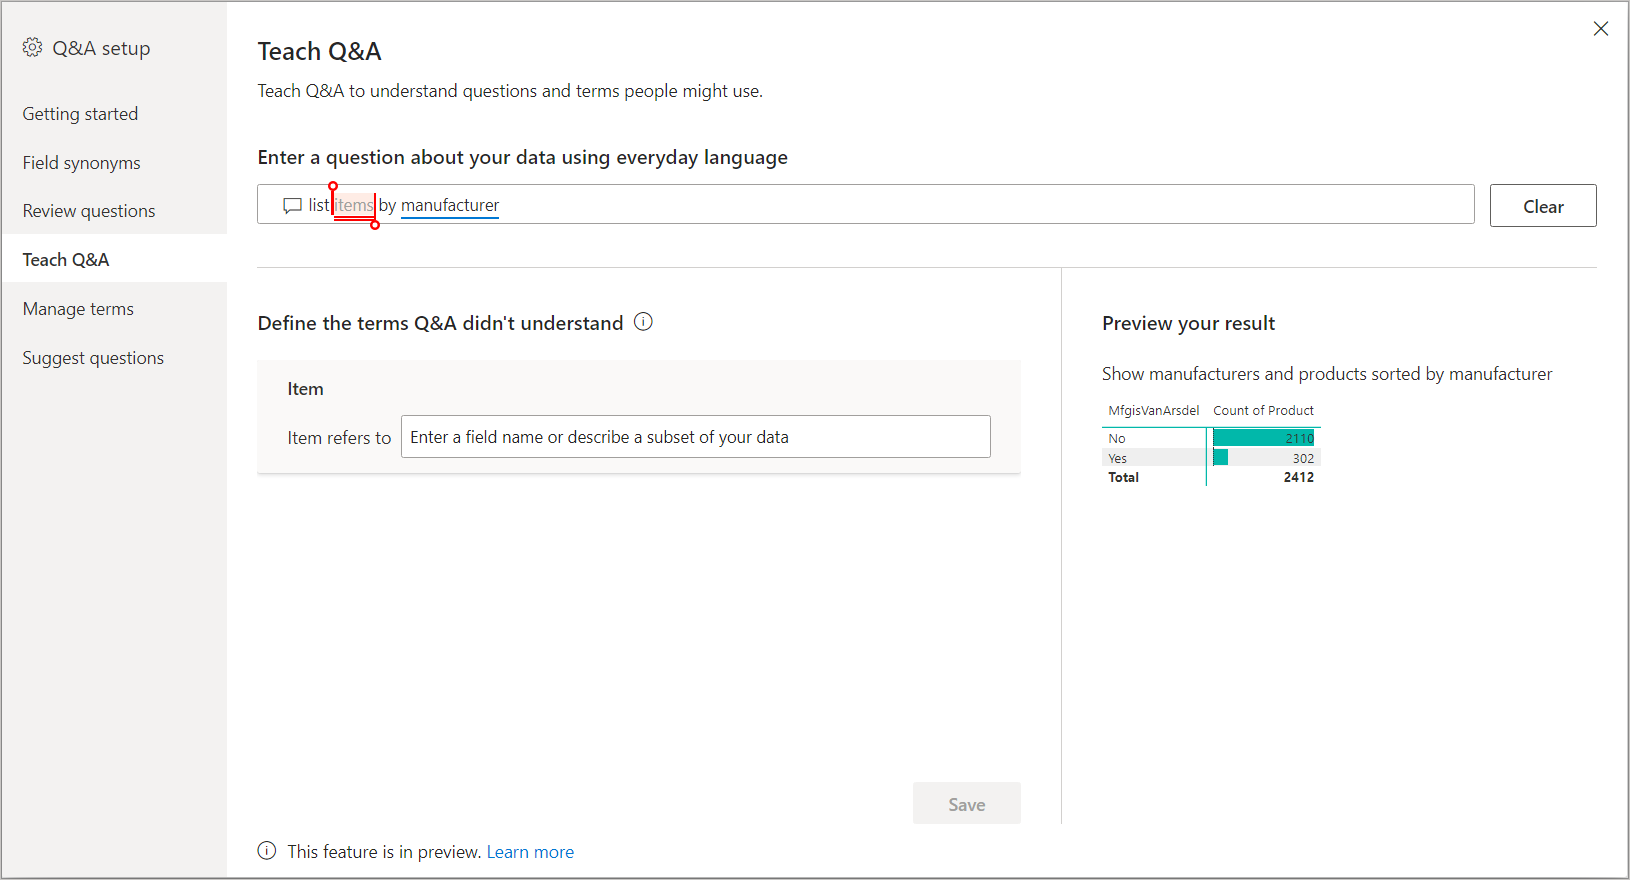 Q&A setup
Getting started
Field synonyms
Review questions
Teach Q&A
Manage terms
Suggest questions
Teach Q&A
Teach Q&A to understand questions and terms people might use.
Enter a question about your data using everyday language
list items by manufacturer
Clear
Define the terms Q&A didn't understand
Item
Item refers to Enter a field name or describe a subset of your data
Save
This feature is in preview. Learn more
Preview your result
Show manufacturers and products sorted by manufacturer
MfgisVanArsdel Count of Product
No 2110
Yes 302
Total 2412